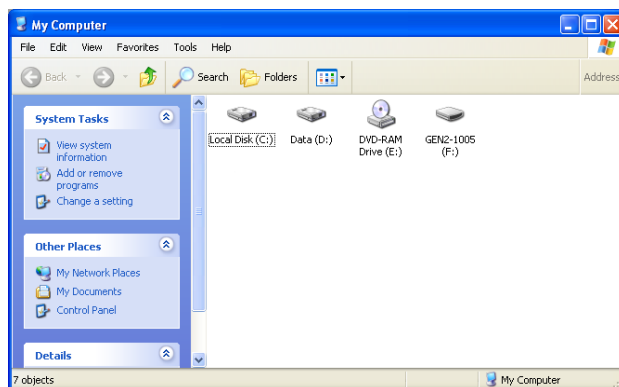 My Computer
File Edit View Favorites Tools Help
Back Search Folders Address
System Tasks
View system
information
Add or remove
programs
Change a setting
Other Places
My Network Places
My Documents
Control Panel
Details
Local Disk (C:) Data (D:) DVD-RAM GEN2-1005
Drive (E:) (F:)
7 objects My Computer